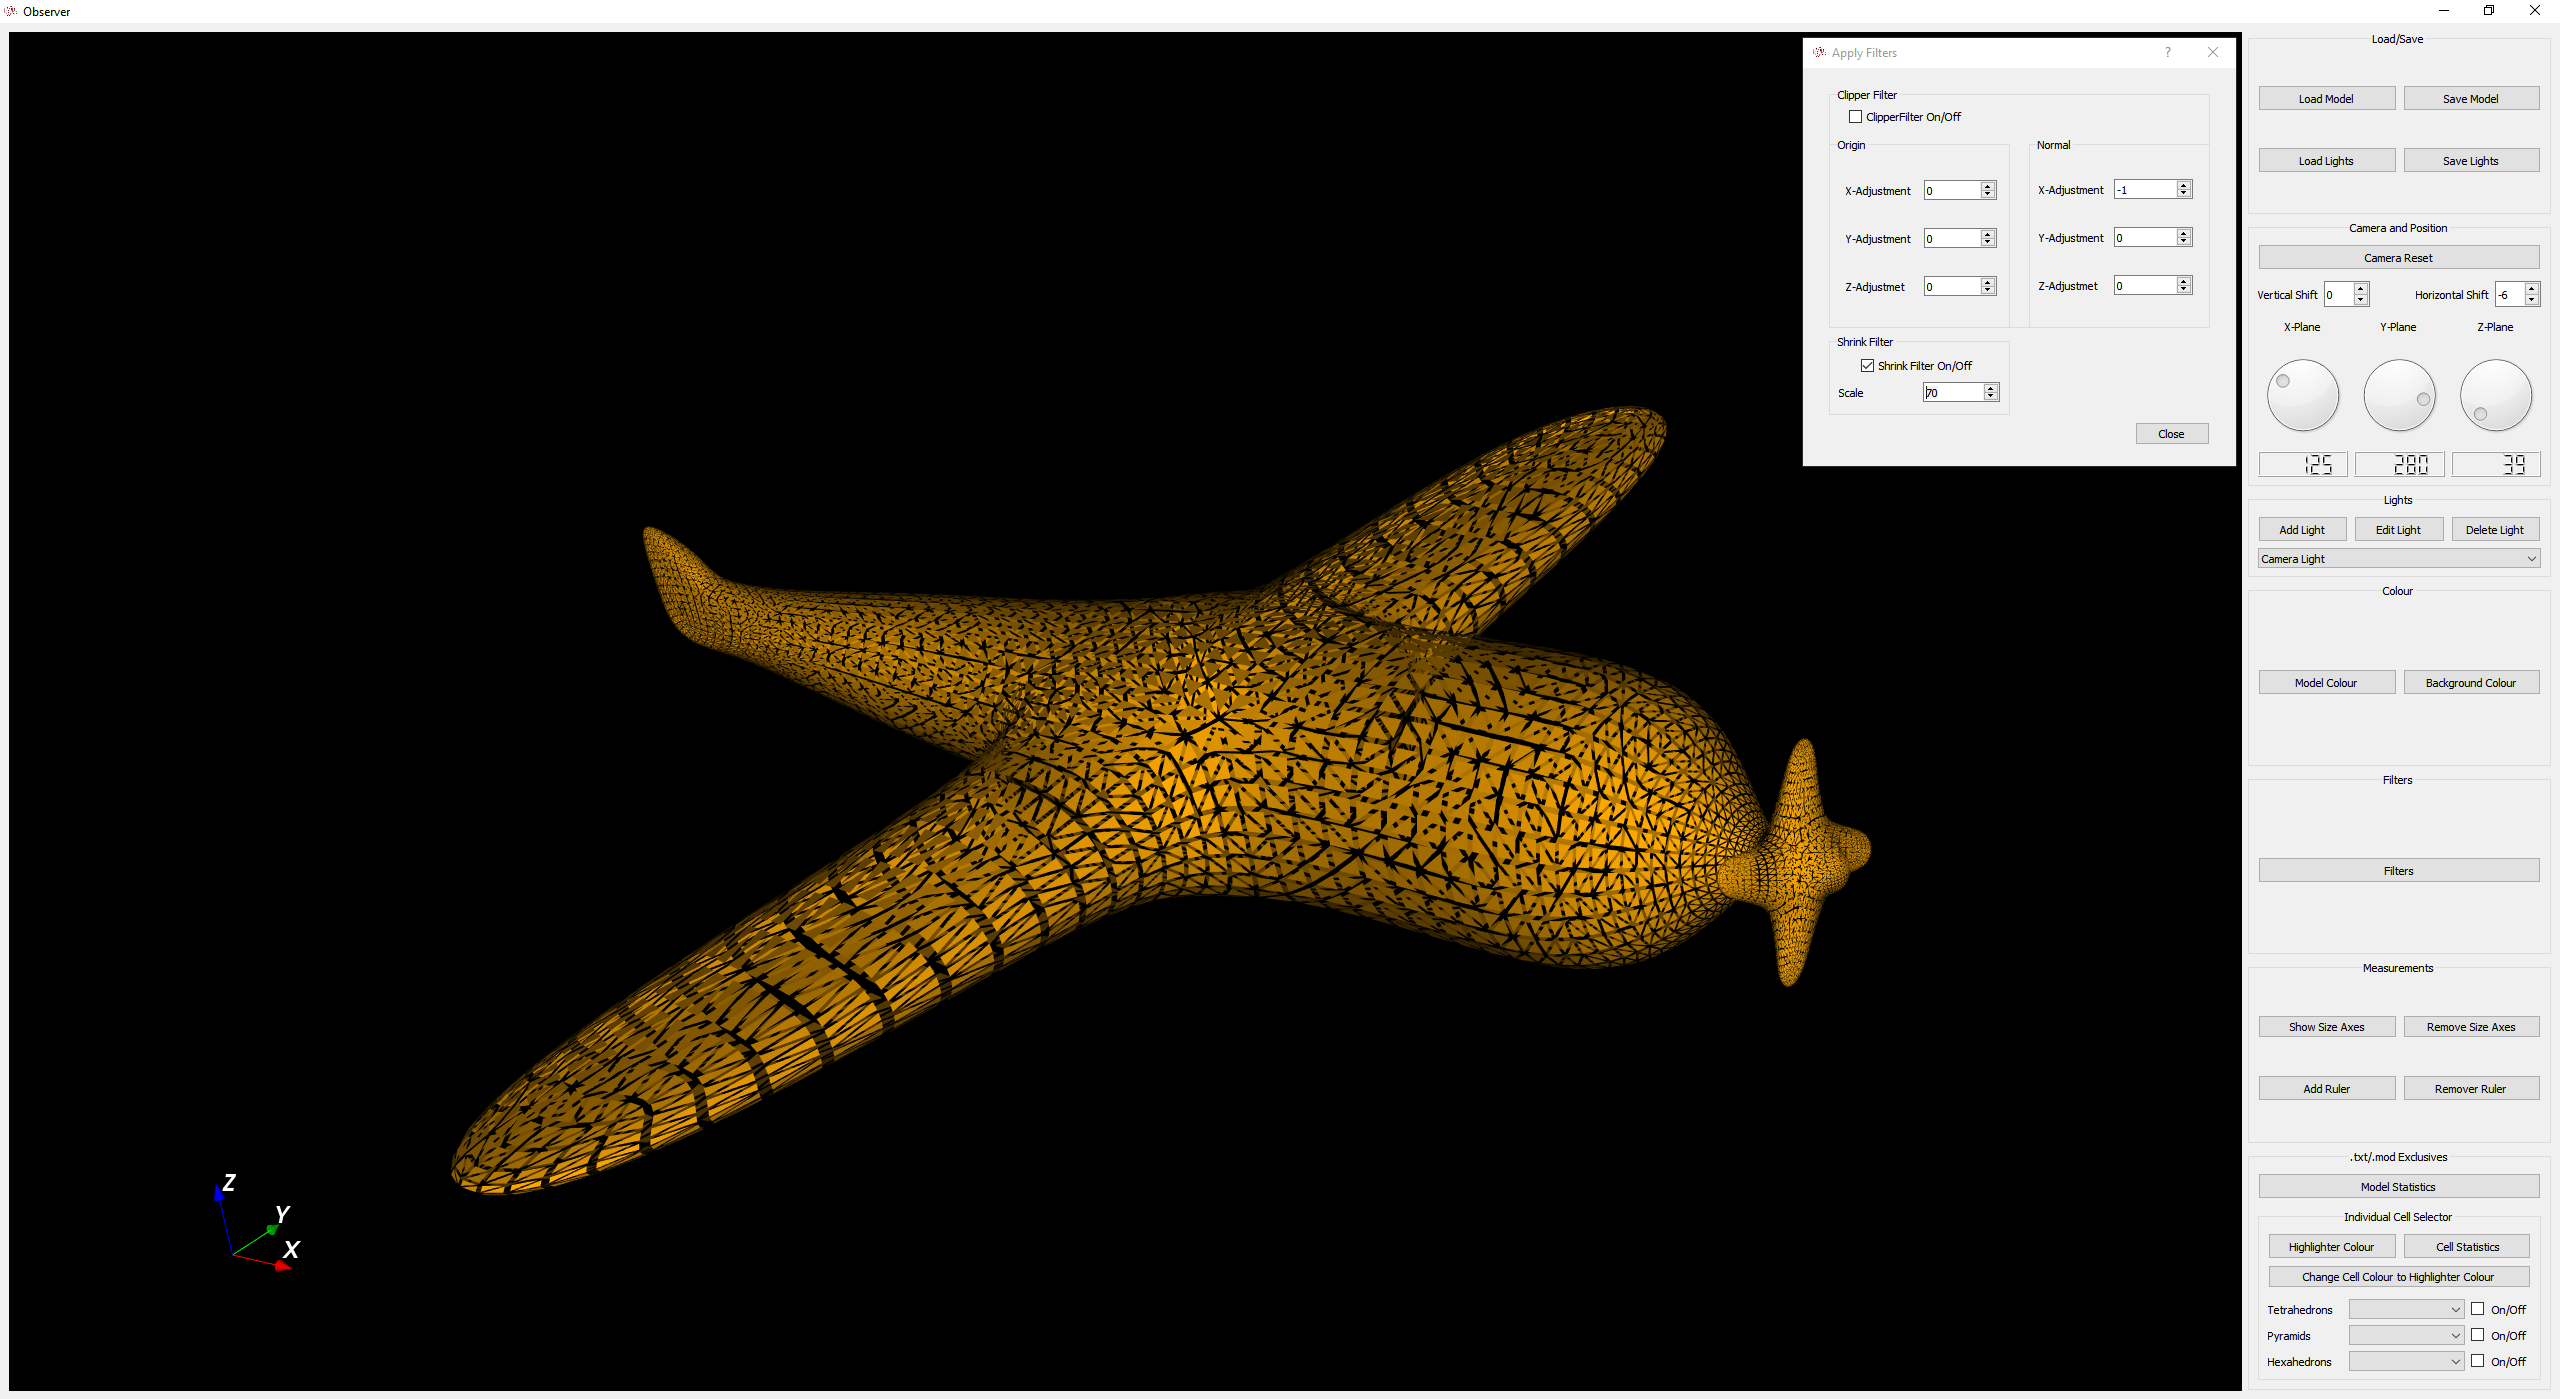 Observer
Apply Filters
?
Clipper Filter
ClipperFilter On/Off
Origin
Normal
X-Adjustment 0
X-Adjustment -1
Y-Adjustment 0
Y-Adjustment 0
Z-Adjustmet 0
Z-Adjustmet 0
Shrink Filter
Shrink Filter On/Off
Scale 70
Close
Load/Save
Load Model Save Model
Load Lights Save Lights
Camera and Position
Camera Reset
Vertical Shift 0 Horizontal Shift -6
X-Plane Y-Plane Z-Plane
125 280 39
Lights
Add Light Edit Light Delete Light
Camera Light
Colour
Model Colour Background Colour
Filters
Filters
Measurements
Show Size Axes Remove Size Axes
Add Ruler Remover Ruler
.txt/.mod Exclusives
Model Statistics
Individual Cell Selector
Highlighter Colour Cell Statistics
Change Cell Colour to Highlighter Colour
Tetrahedrons On/Off
Pyramids On/Off
Hexahedrons On/Off
Z
Y
X